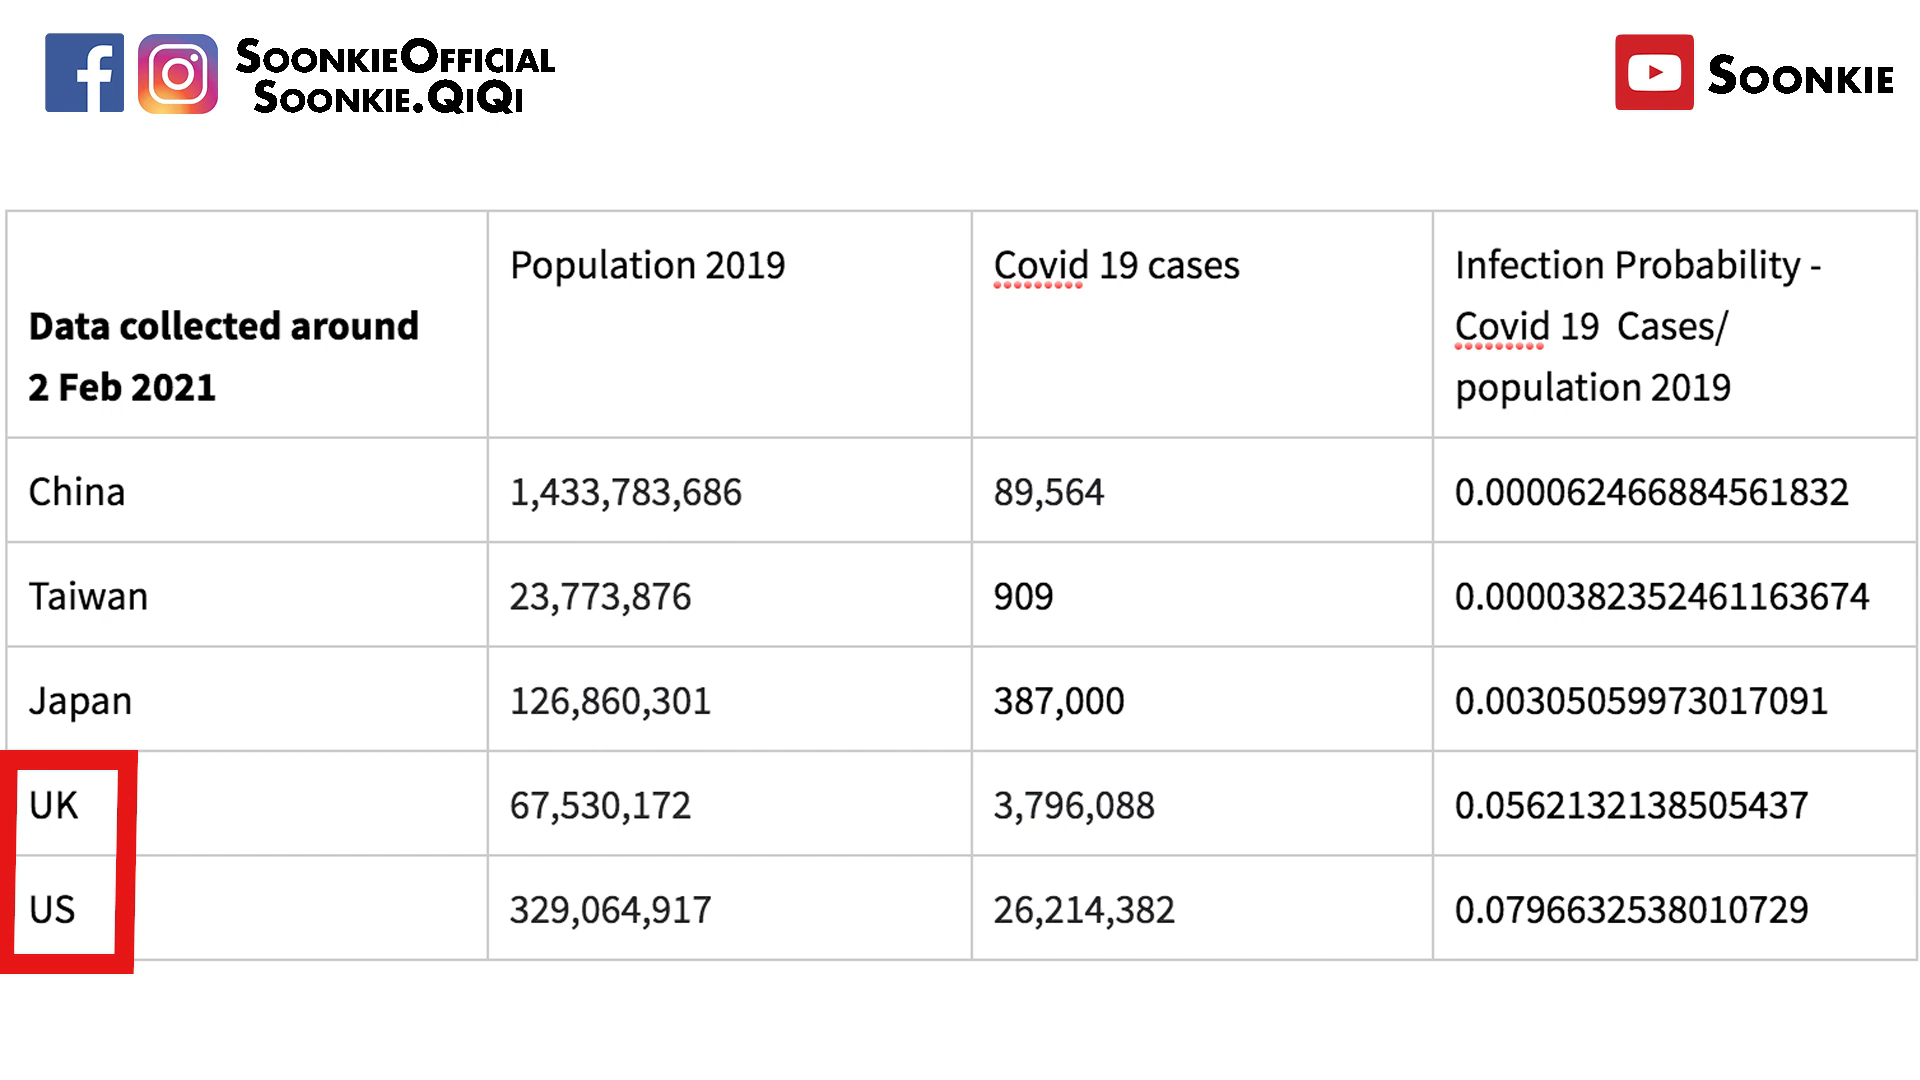 SOONKIEOFFICIAL
SOONKIE.QIQI
SOONKIE
Data collected around
2 Feb 2021
Population 2019
Covid 19 cases
Infection Probability -
Covid 19 Cases/
population 2019
China 1,433,783,686 89,564 0.000062466884561832
Taiwan 23,773,876 909 0.0000382352461163674
Japan 126,860,301 387,000 0.00305059973017091
UK 67,530,172 3,796,088 0.0562132138505437
US 329,064,917 26,214,382 0.0796632538010729